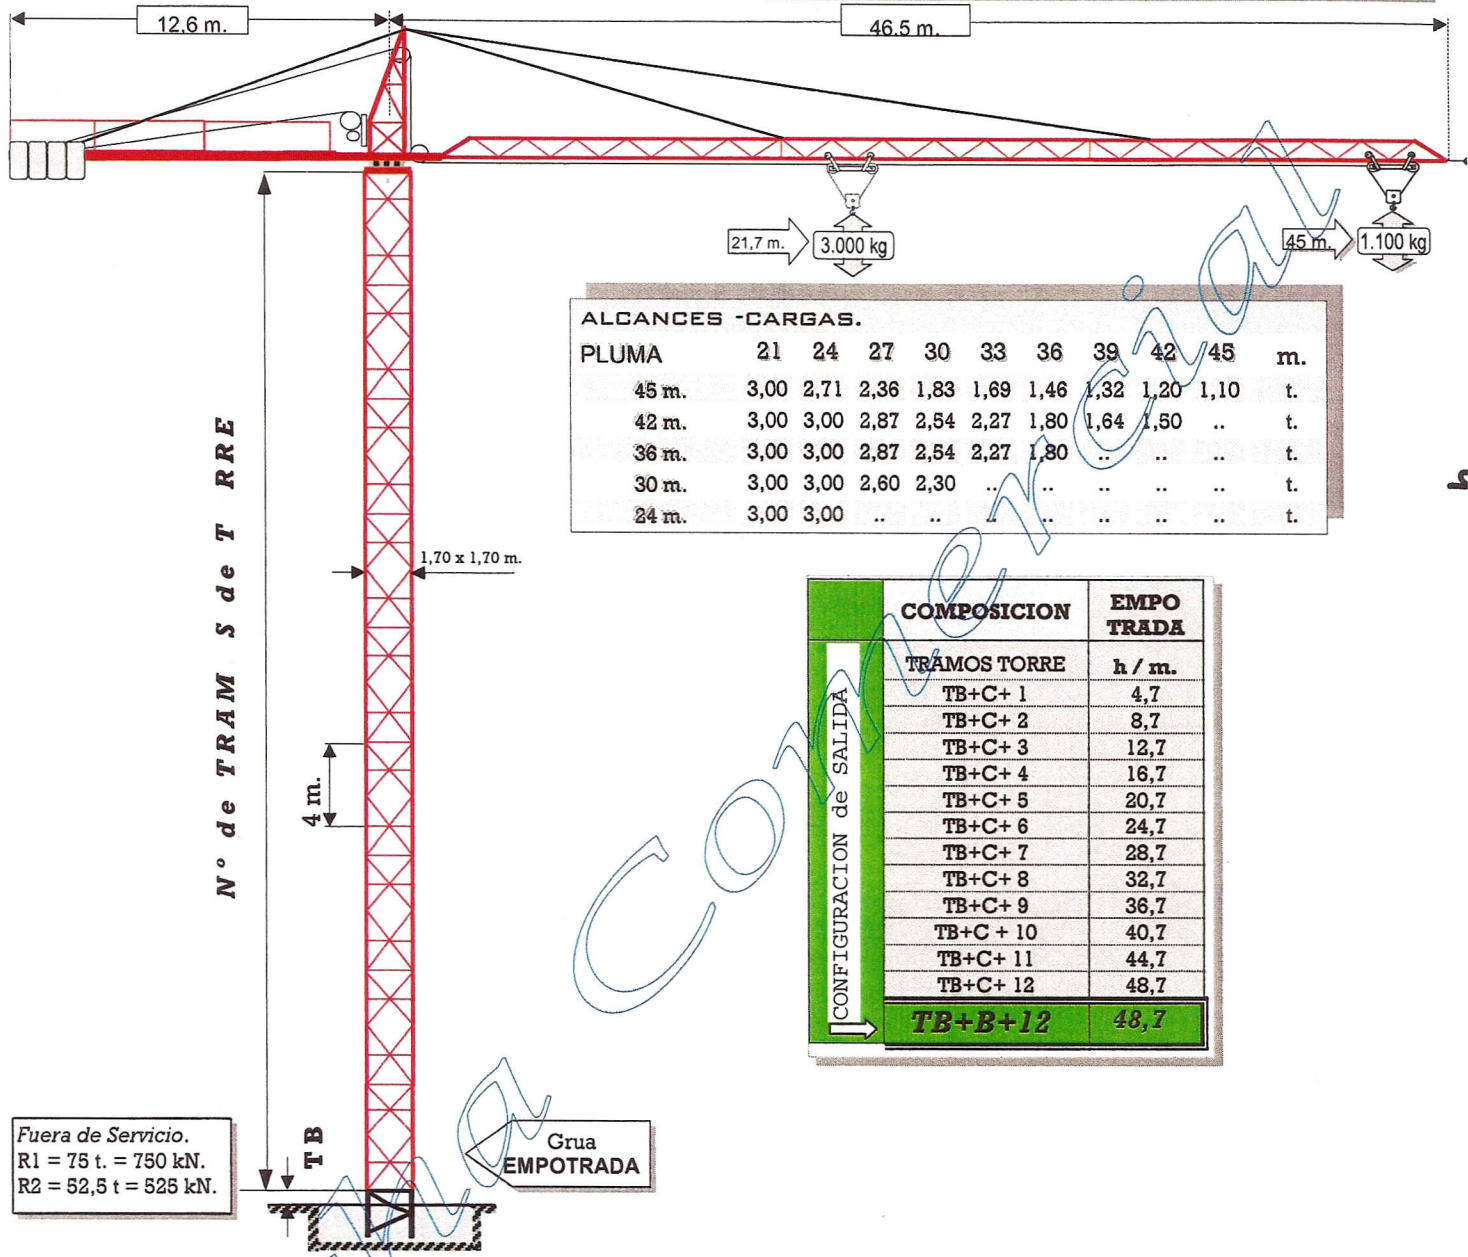 12,6 m.
46,5 m.
21,7 m.
3.000 kg
45 m.
1.100 kg
ALCANCES -CARGAS.
PLUMA 21 24 27 30 33 36 39 42 45 m.
45 m. 3,00 2,71 2,36 1,83 1,69 1,46 1,32 1,20 1,10 t.
42 m. 3,00 3,00 2,87 2,54 2,27 1,80 1,64 1,50 .. t.
36 m. 3,00 3,00 2,87 2,54 2,27 1,80 .. .. .. t.
30 m. 3,00 3,00 2,60 2,30 .. .. .. .. .. t.
24 m. 3,00 3,00 .. .. .. .. .. .. .. t.
h
N° de TRAM S de T RRE
1,70 x 1,70 m.
4 m.
COMPOSICION EMPO
TRADA
TRAMOS TORRE h / m.
TB+C+ 1 4,7
TB+C+ 2 8,7
TB+C+ 3 12,7
TB+C+ 4 16,7
TB+C+ 5 20,7
TB+C+ 6 24,7
TB+C+ 7 28,7
TB+C+ 8 32,7
TB+C+ 9 36,7
TB+C + 10 40,7
TB+C+ 11 44,7
TB+C+ 12 48,7
TB+B+12 48,7
CONFIGURACION de SALIDA
TB
Grua
EMPOTRADA
Fuera de Servicio.
R1 = 75 t. = 750 kN.
R2 = 52,5 t = 525 kN.
na Comercial